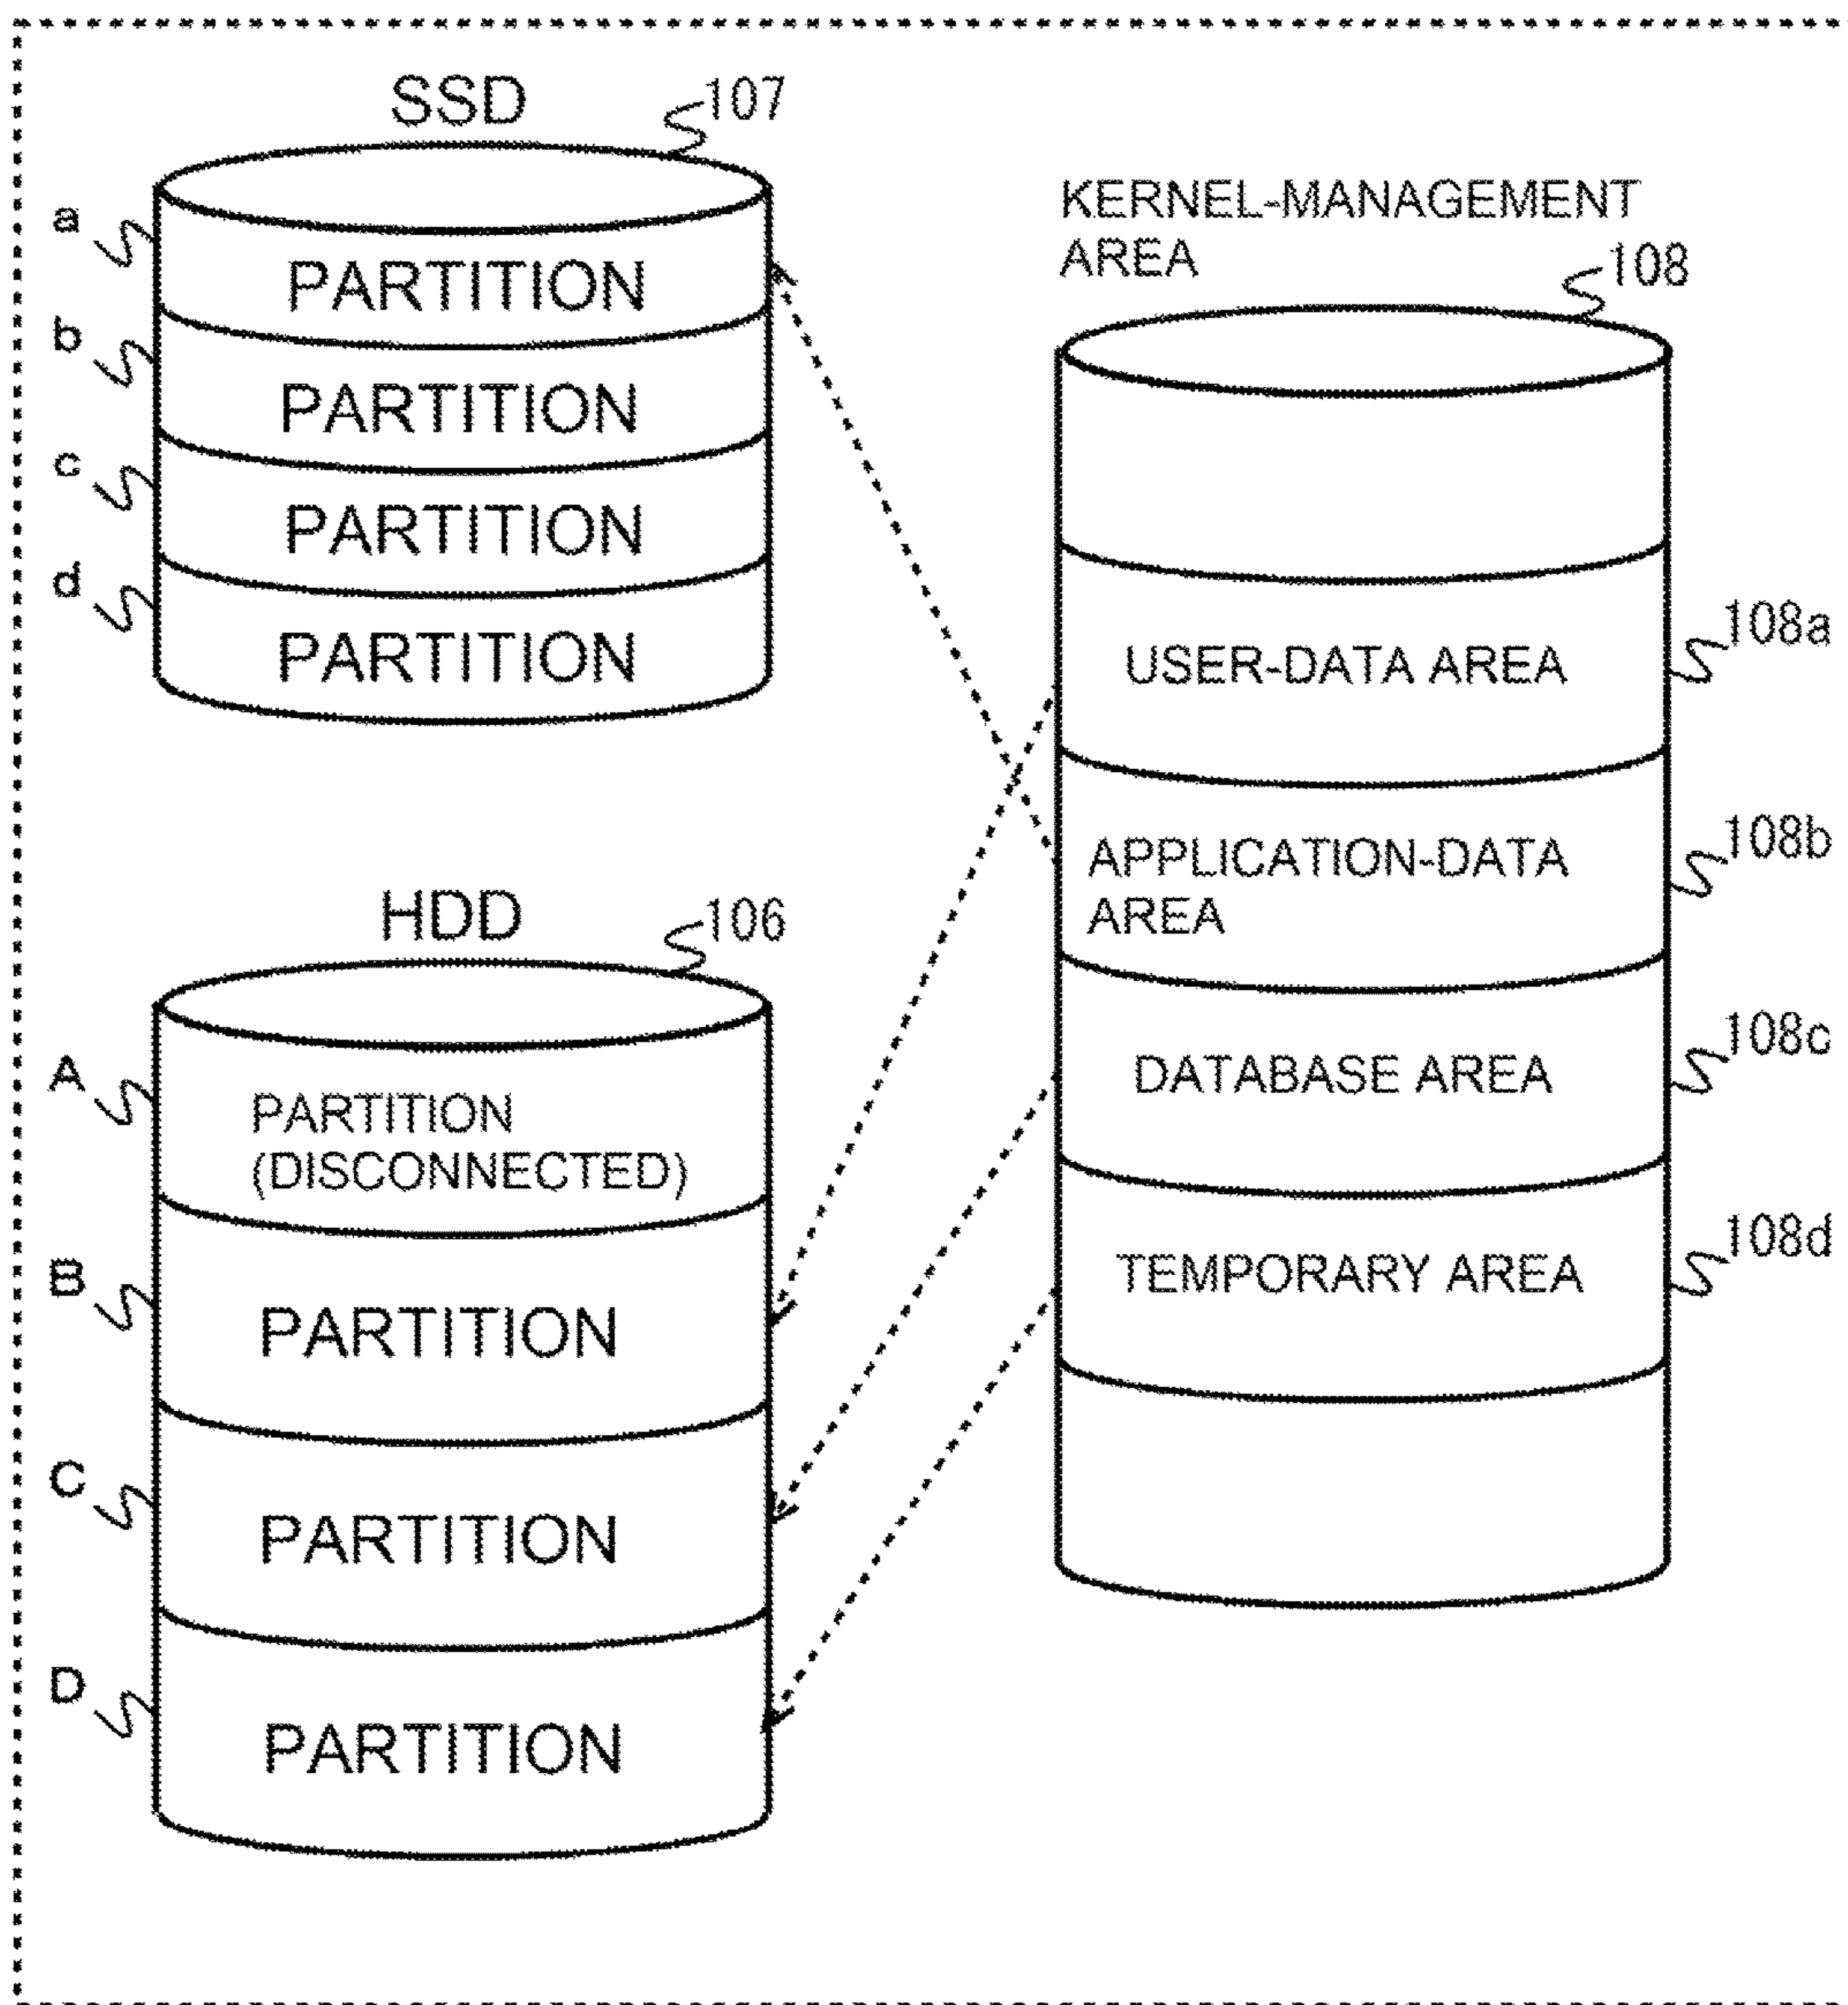 SSD
107
a
PARTITION
b
PARTITION
c
PARTITION
d
PARTITION
HDD
106
A
PARTITION
(DISCONNECTED)
B
PARTITION
C
PARTITION
D
PARTITION
KERNEL-MANAGEMENT
AREA
108
USER-DATA AREA
108a
APPLICATION-DATA
AREA
108b
DATABASE AREA
108c
TEMPORARY AREA
108d